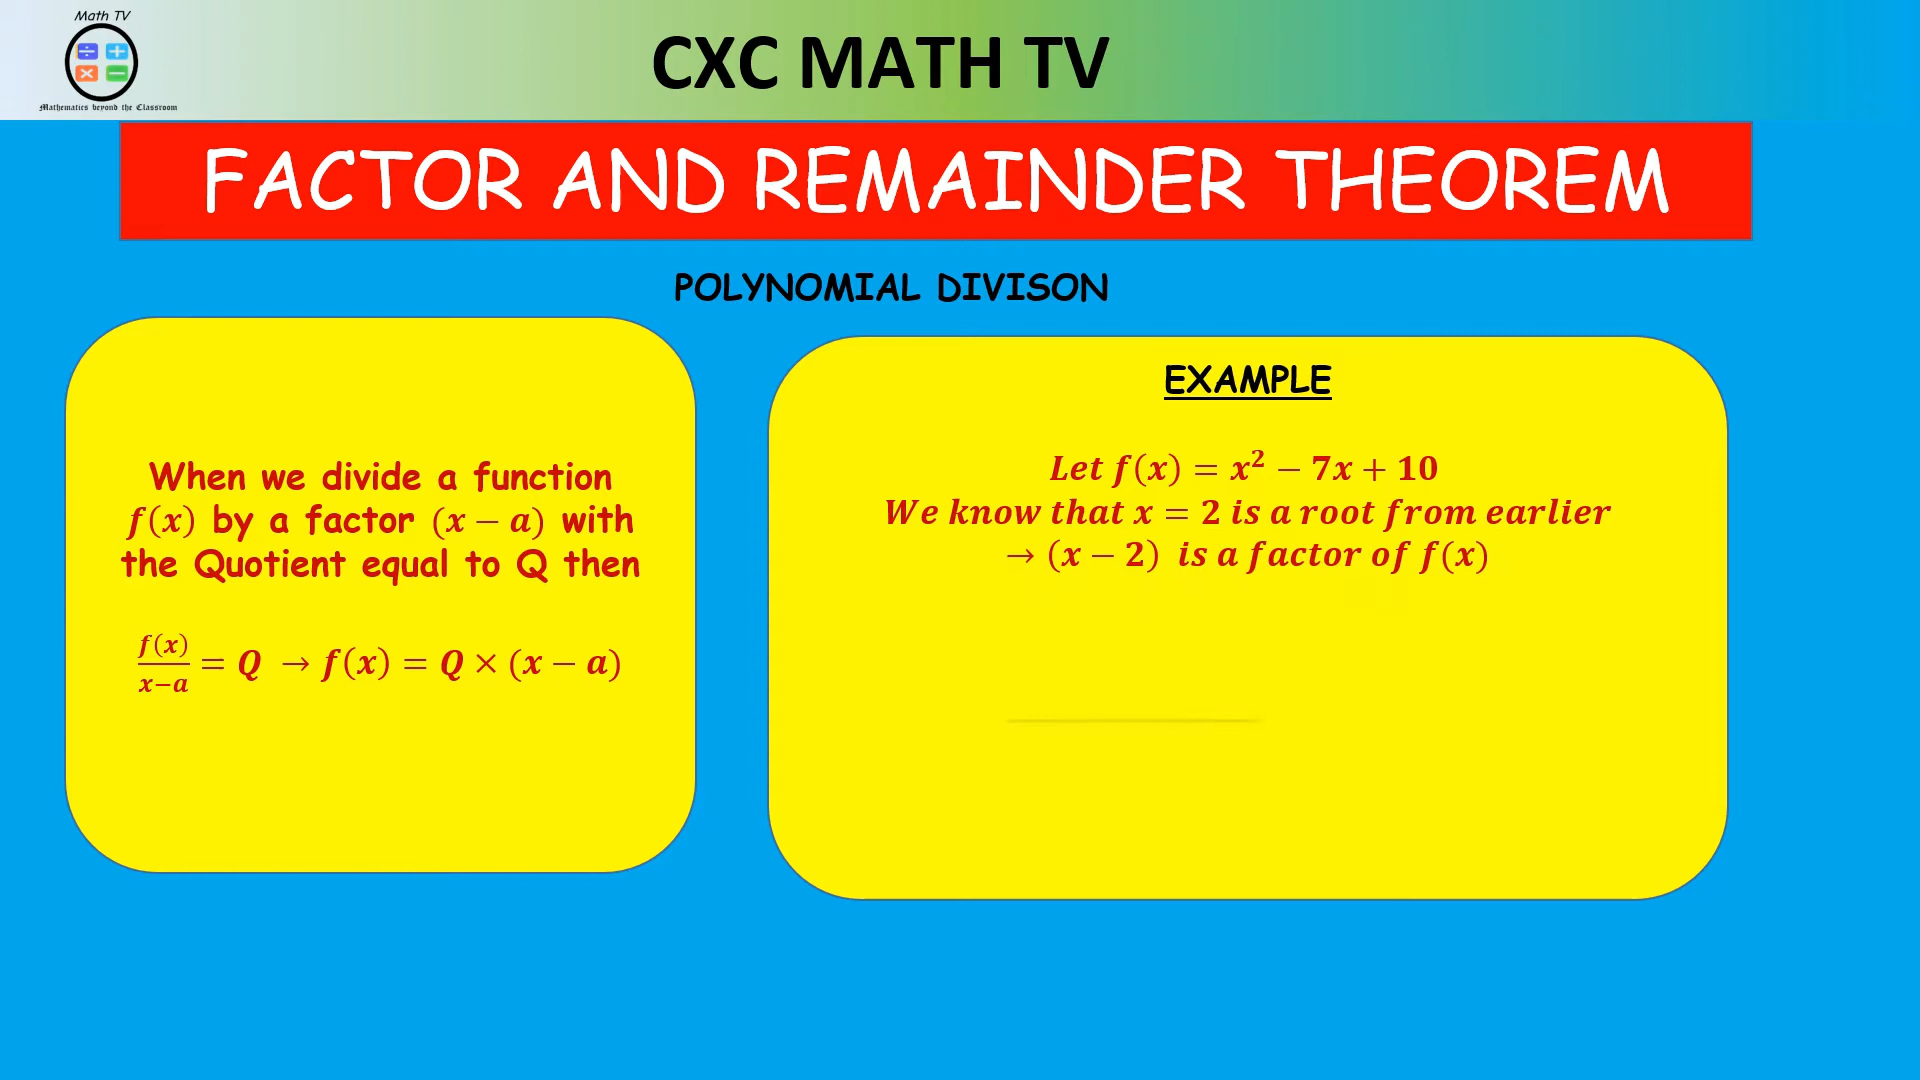 Math TV
Mathematics beyond the Classroom
CXC MATH TV
FACTOR AND REMAINDER THEOREM
POLYNOMIAL DIVISON
When we divide a function
f(x) by a factor (x − a) with
the Quotient equal to Q then
f(x)/x−a = Q → f(x) = Q × (x − a)
EXAMPLE
Let f(x) = x² − 7x + 10
We know that x = 2 is a root from earlier
→ (x − 2) is a factor of f(x)